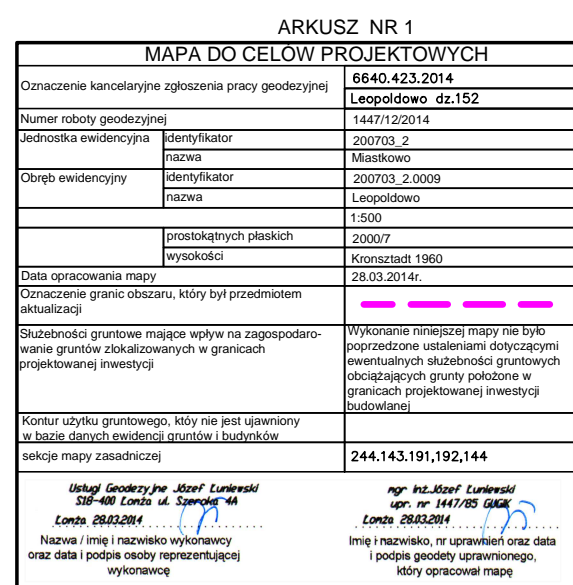 ARKUSZ NR 1
MAPA DO CELÓW PROJEKTOWYCH
Oznaczenie kancelaryjne zgłoszenia pracy geodezyjnej
6640.423.2014
Leopoldowo dz.152
Numer roboty geodezyjnej
1447/12/2014
Jednostka ewidencyjna
identyfikator
200703_2
nazwa
Miastkowo
Obręb ewidencyjny
identyfikator
200703_2.0009
nazwa
Leopoldowo
1:500
prostokątnych płaskich
2000/7
wysokości
Kronsztadt 1960
Data opracowania mapy
28.03.2014r.
Oznaczenie granic obszaru, który był przedmiotem
aktualizacji
Służebności gruntowe mające wpływ na zagospodaro-
wanie gruntów zlokalizowanych w granicach
projektowanej inwestycji
Wykonanie niniejszej mapy nie było
poprzedzone ustaleniami dotyczącymi
ewentualnych służebności gruntowych
obciążających grunty położone w
granicach projektowanej inwestycji
budowlanej
Kontur użytku gruntowego, któy nie jest ujawniony
w bazie danych ewidencji gruntów i budynków
sekcje mapy zasadniczej
244.143.191,192,144
Usługi Geodezyjne Józef Łuniewski
S18-400 Łomża ul. Szeroka 4A
Łomża 28.03.2014
Nazwa / imię i nazwisko wykonawcy
oraz data i podpis osoby reprezentującej
wykonawcę
mgr inż.Józef Łuniewski
upr. nr 1447/85 GUGiK
Łomża 28.03.2014
Imię i nazwisko, nr uprawnień oraz data
i podpis geodety uprawnionego,
który opracował mapę